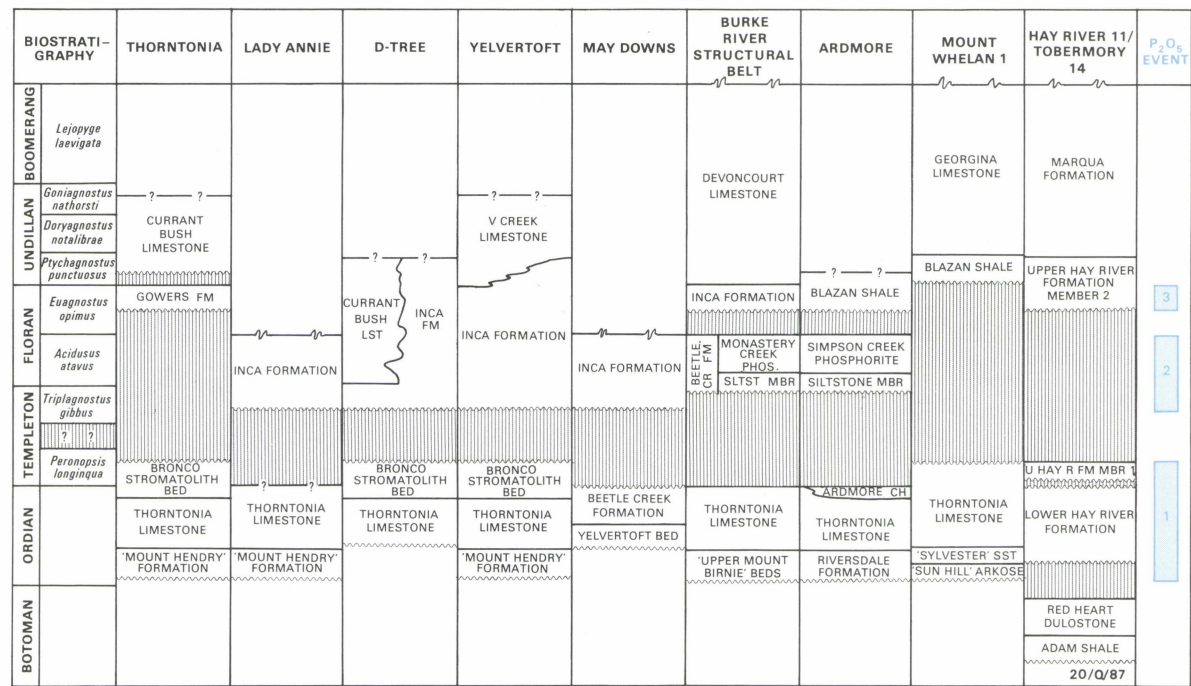 BIOSTRATI-
GRAPHY
THORNTONIA
LADY ANNIE
D-TREE
YELVERTOFT
MAY DOWNS
BURKE
RIVER
STRUCTURAL
BELT
ARDMORE
MOUNT
WHELAN 1
HAY RIVER 11/
TOBERMORY
14
P2O5
EVENT
BOOMERANG
Lejopyge
laevigata
UNDILLAN
Goniagnostus
nathorsti
Doryagnostus
notalibrae
Ptychagnostus
punctuosus
FLORAN
Euagnostus
opimus
Acidusus
atavus
TEMPLETON
Triplagnostus
gibbus
? ?
Peronopsis
longinqua
ORDIAN
BOTOMAN
? ?
CURRANT
BUSH
LIMESTONE
GOWERS FM
BRONCO
STROMATOLITH
BED
THORNTONIA
LIMESTONE
'MOUNT HENDRY'
FORMATION
INCA FORMATION
? ?
THORNTONIA
LIMESTONE
'MOUNT HENDRY'
FORMATION
? ?
CURRANT
BUSH
LST
INCA
FM
BRONCO
STROMATOLITH
BED
THORNTONIA
LIMESTONE
? ?
V CREEK
LIMESTONE
INCA FORMATION
BRONCO
STROMATOLITH
BED
THORNTONIA
LIMESTONE
'MOUNT HENDRY'
FORMATION
INCA FORMATION
BEETLE CREEK
FORMATION
YELVERTOFT BED
DEVONCOURT
LIMESTONE
INCA FORMATION
BEETLE
CR FM
MONASTERY
CREEK
PHOS.
SLTST MBR
THORNTONIA
LIMESTONE
'UPPER MOUNT
BIRNIE' BEDS
? ?
BLAZAN SHALE
SIMPSON CREEK
PHOSPHORITE
SILTSTONE MBR
ARDMORE CH
THORNTONIA
LIMESTONE
RIVERSDALE
FORMATION
GEORGINA
LIMESTONE
BLAZAN SHALE
THORNTONIA
LIMESTONE
'SYLVESTER' SST
'SUN HILL' ARKOSE
MARQUA
FORMATION
UPPER HAY RIVER
FORMATION
MEMBER 2
U HAY R FM MBR 1
LOWER HAY RIVER
FORMATION
RED HEART
DULOSTONE
ADAM SHALE
20/Q/87
3
2
1